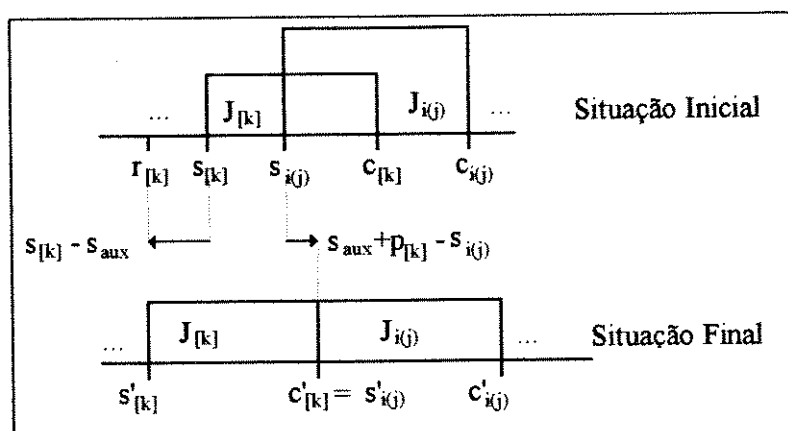 ... J[k] J i(j) ... Situação Inicial
r[k] s[k] s i(j) c[k] c i(j)
s[k] - s aux s aux+p[k] - s i(j)
... J[k] J i(j) ... Situação Final
s'[k] c'[k] = s'i(j) c'i(j)